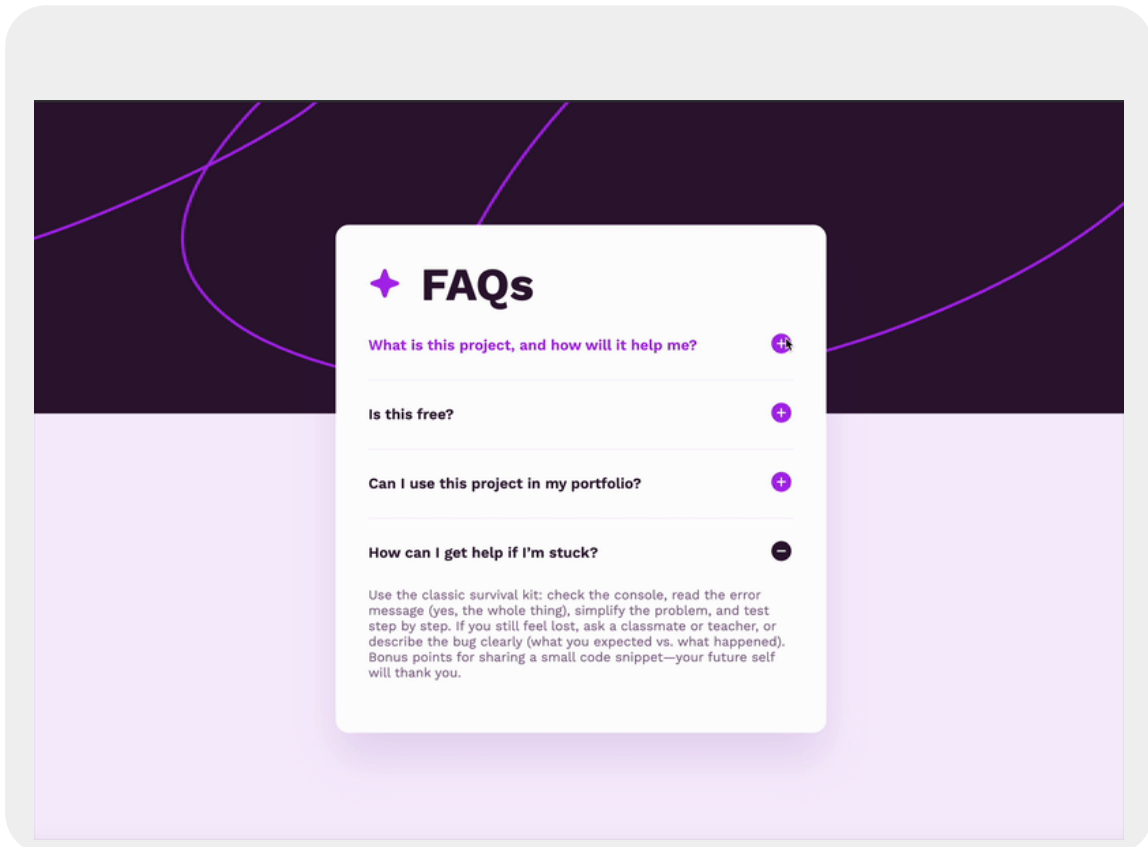 FAQs
What is this project, and how will it help me?
Is this free?
Can I use this project in my portfolio?
How can I get help if I’m stuck?
Use the classic survival kit: check the console, read the error
message (yes, the whole thing), simplify the problem, and test
step by step. If you still feel lost, ask a classmate or teacher, or
describe the bug clearly (what you expected vs. what happened).
Bonus points for sharing a small code snippet—your future self
will thank you.